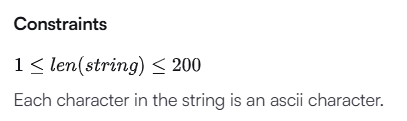 Constraints
1 ≤ len(string) ≤ 200
Each character in the string is an ascii character.